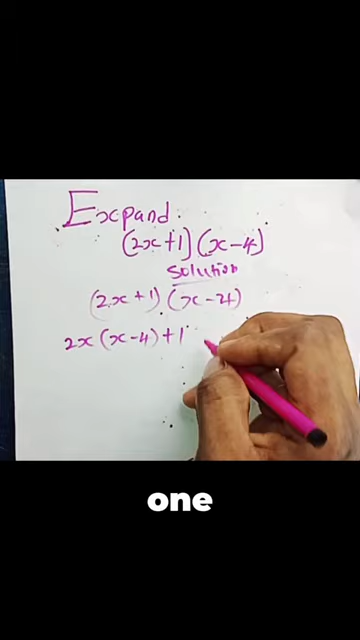 Expand.
(2x+1)(x-4)
Solution
(2x+1)(x-4)
2x(x-4)+1
one